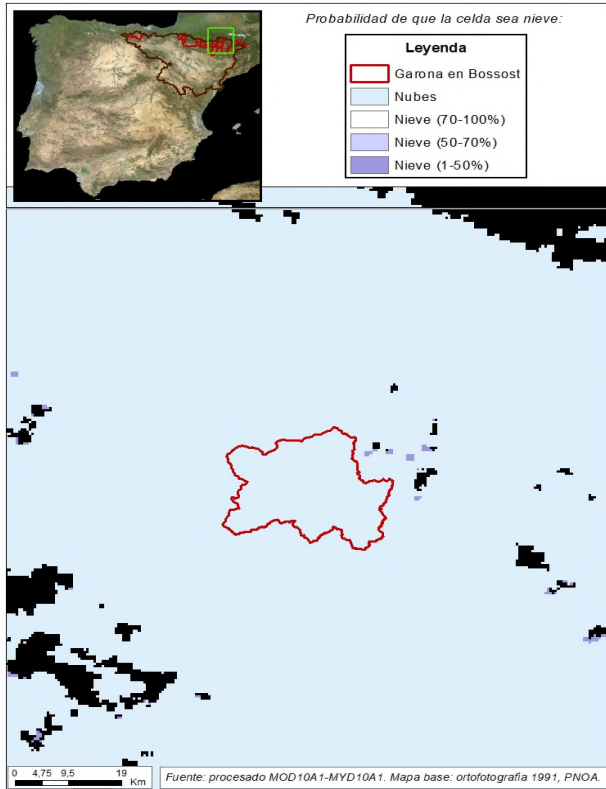 Probabilidad de que la celda sea nieve:
Leyenda
Garona en Bossost
Nubes
Nieve (70-100%)
Nieve (50-70%)
Nieve (1-50%)
0 4,75 9,5 19
Km
Fuente: procesado MOD10A1-MYD10A1. Mapa base: ortofotografia 1991, PNOA.